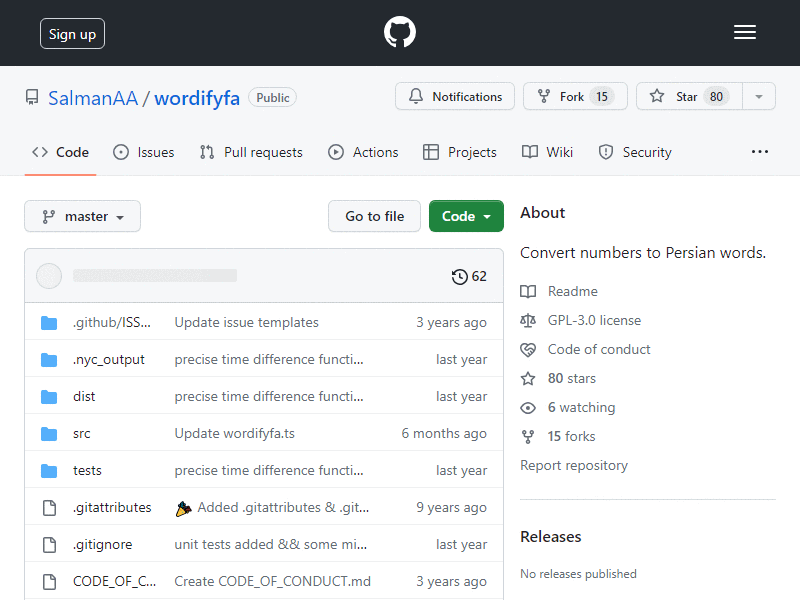 Sign up
SalmanAA / wordifyfa Public
Notifications
Fork 15
Star 80
Code
Issues
Pull requests
Actions
Projects
Wiki
Security
master
Go to file
Code
62
.github/ISS... Update issue templates 3 years ago
.nyc_output precise time difference functi... last year
dist precise time difference functi... last year
src Update wordifyfa.ts 6 months ago
tests precise time difference functi... last year
.gitattributes Added .gitattributes & .git... 9 years ago
.gitignore unit tests added && some mi... last year
CODE_OF_C... Create CODE_OF_CONDUCT.md 3 years ago
About
Convert numbers to Persian words.
Readme
GPL-3.0 license
Code of conduct
80 stars
6 watching
15 forks
Report repository
Releases
No releases published